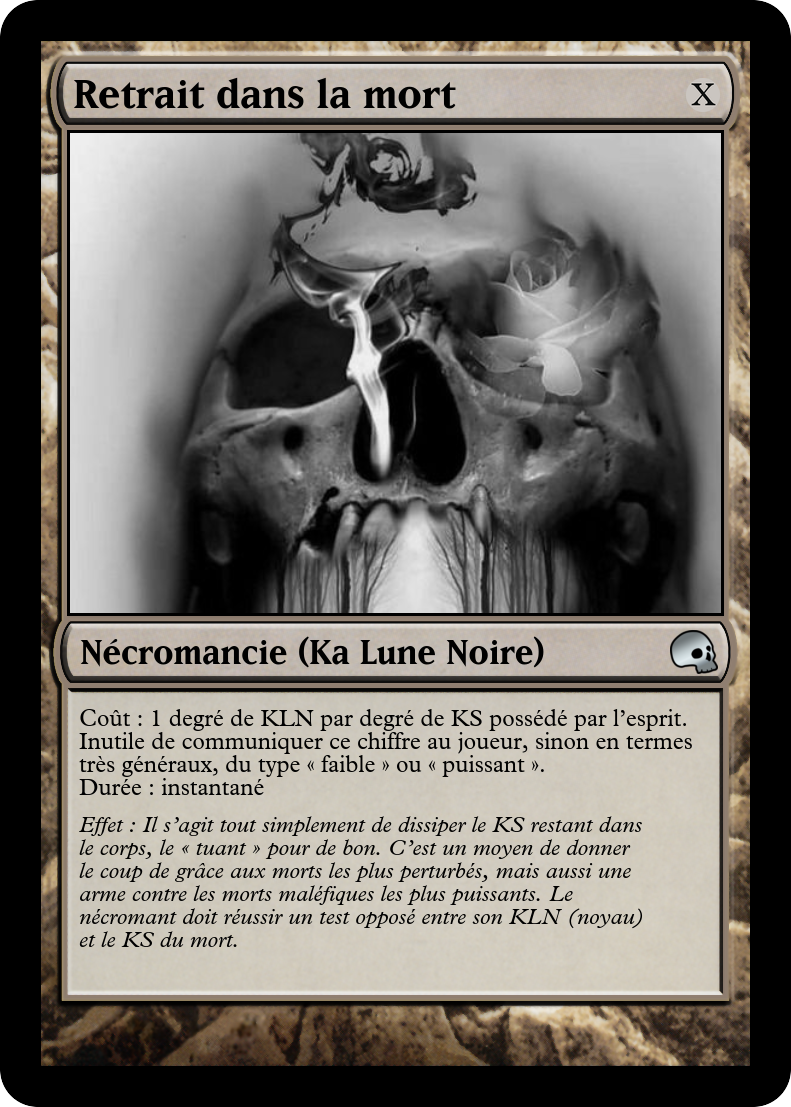 Retrait dans la mort
X
Nécromancie (Ka Lune Noire)
Coût : 1 degré de KLN par degré de KS possédé par l’esprit.
Inutile de communiquer ce chiffre au joueur, sinon en termes
très généraux, du type « faible » ou « puissant ».
Durée : instantané
Effet : Il s’agit tout simplement de dissiper le KS restant dans
le corps, le « tuant » pour de bon. C’est un moyen de donner
le coup de grâce aux morts les plus perturbés, mais aussi une
arme contre les morts maléfiques les plus puissants. Le
nécromant doit réussir un test opposé entre son KLN (noyau)
et le KS du mort.